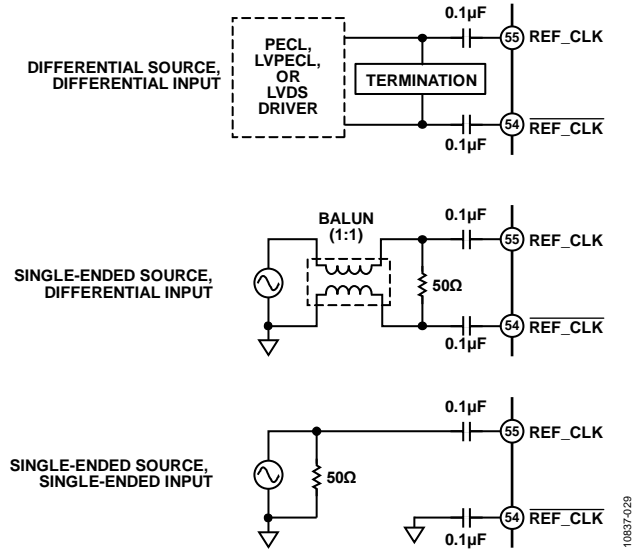 DIFFERENTIAL SOURCE,
DIFFERENTIAL INPUT
PECL,
LVPECL,
OR
LVDS
DRIVER
TERMINATION
0.1µF
55 REF_CLK
54 REF_CLK
0.1µF
SINGLE-ENDED SOURCE,
DIFFERENTIAL INPUT
BALUN
(1:1)
50Ω
0.1µF
55 REF_CLK
54 REF_CLK
0.1µF
SINGLE-ENDED SOURCE,
SINGLE-ENDED INPUT
50Ω
0.1µF
55 REF_CLK
54 REF_CLK
0.1µF
10837-029